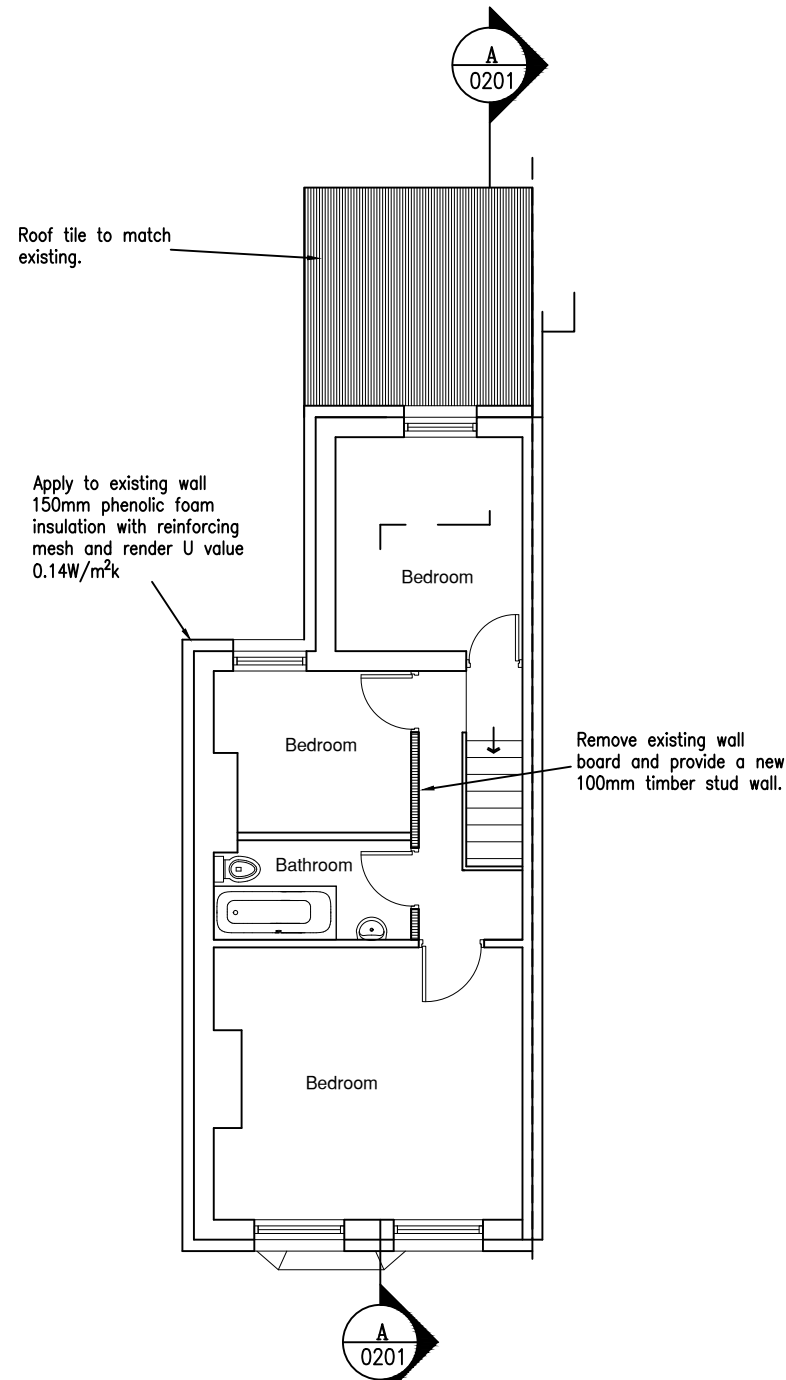 A
0201
Roof tile to match
existing.
Apply to existing wall
150mm phenolic foam
insulation with reinforcing
mesh and render U value
0.14W/m²k
Bedroom
Bedroom
Remove existing wall
board and provide a new
100mm timber stud wall.
Bathroom
Bedroom
A
0201